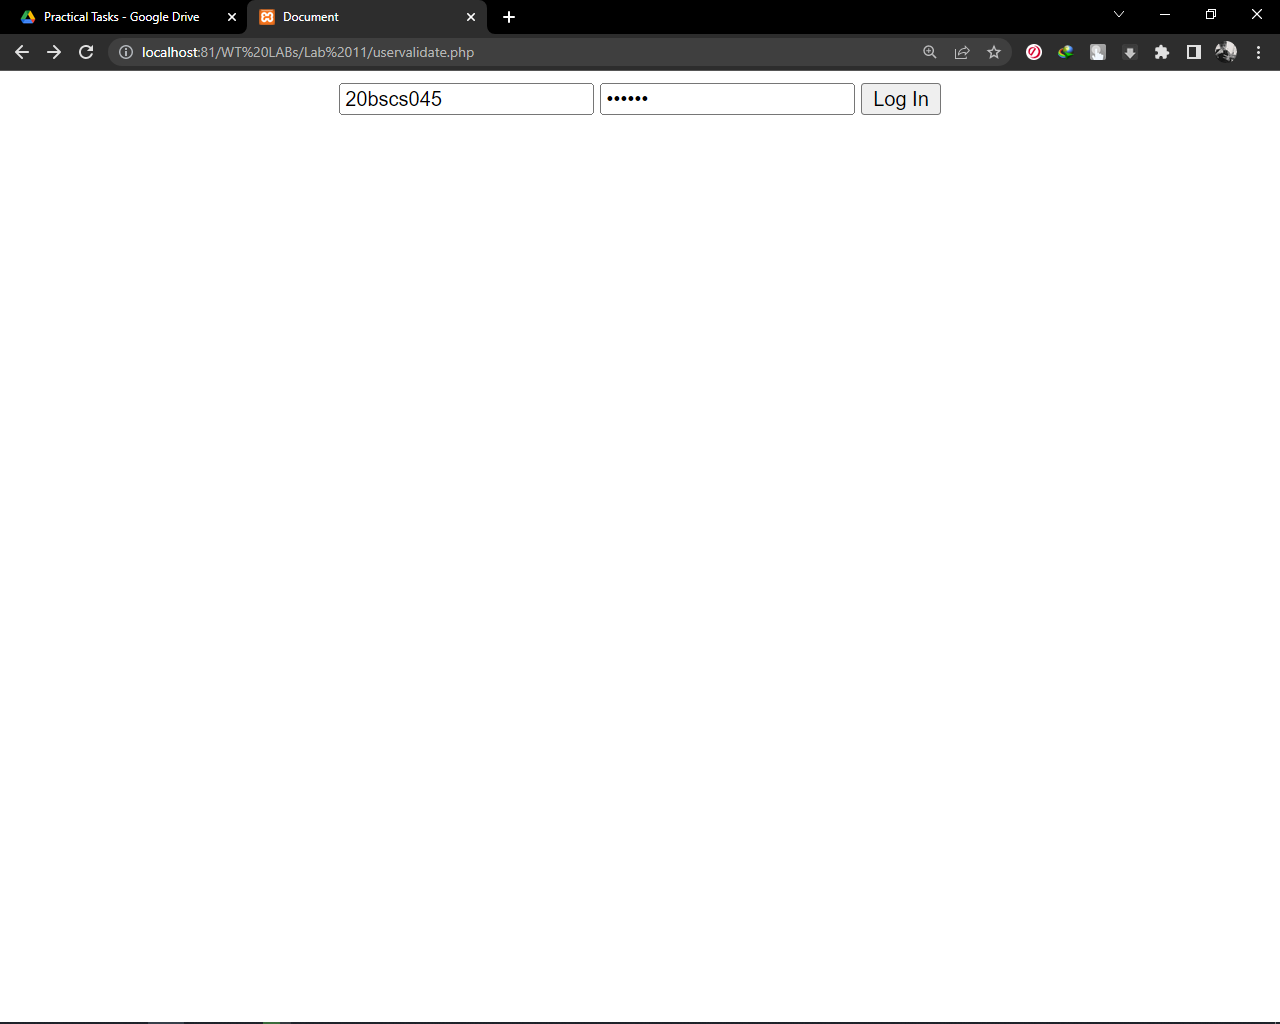 Practical Tasks - Google Drive
Document
localhost:81/WT%20LABs/Lab%2011/uservalidate.php
20bscs045
••••••
Log In